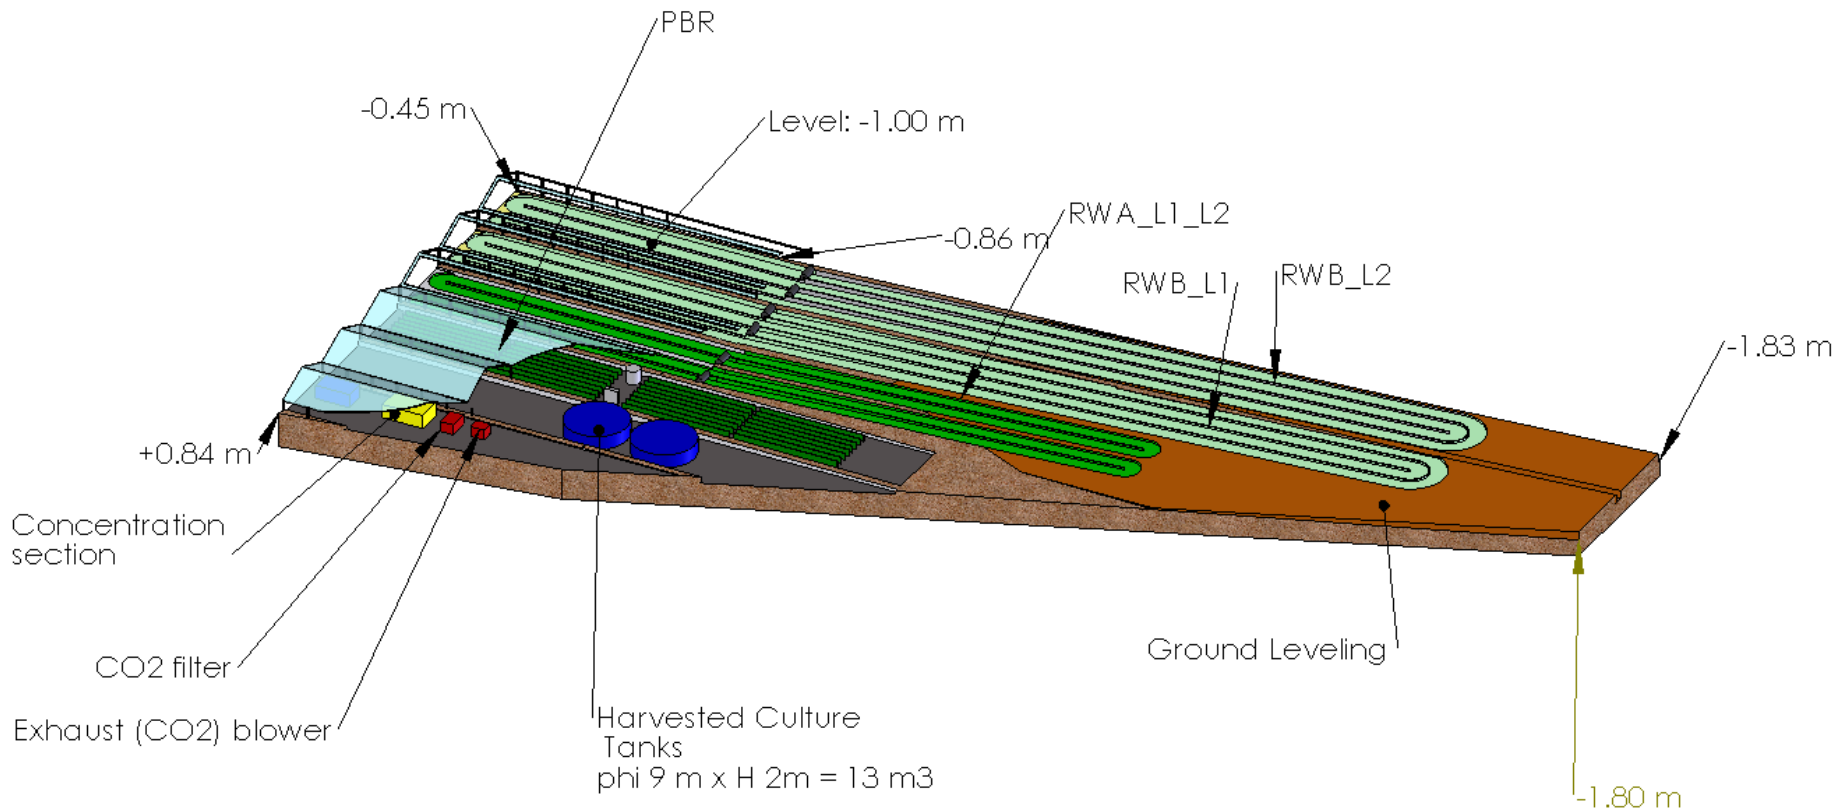 PBR
-0.45 m
Level: -1.00 m
RWA_L1_L2
-0.86 m
RWB_L1
RWB_L2
-1.83 m
+0.84 m
Concentration
section
Ground Leveling
CO2 filter
Exhaust (CO2) blower
Harvested Culture
Tanks
phi 9 m x H 2m = 13 m3
-1.80 m